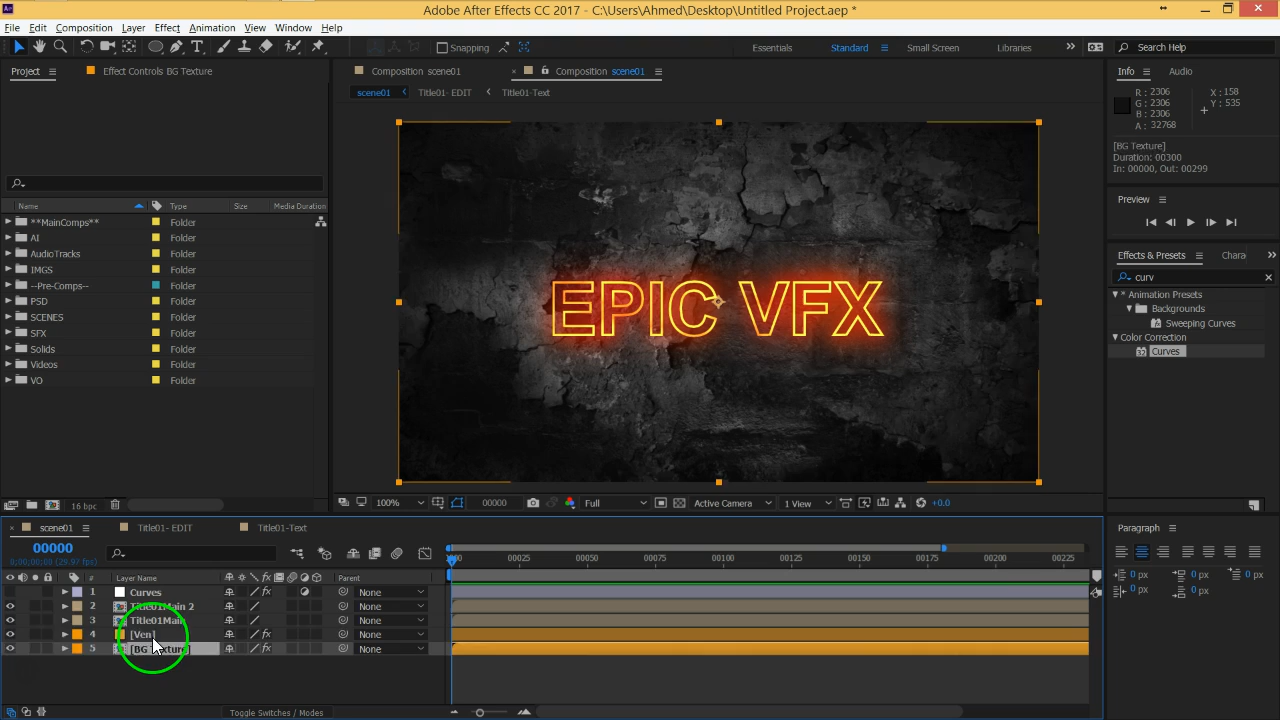 Adobe After Effects CC 2017 - C:\Users\Ahmed\Desktop\Untitled Project.aep *
File Edit Composition Layer Effect Animation View Window Help
Snapping Essentials Standard Small Screen Libraries Search Help
Project Effect Controls BG Texture
Composition scene01 Composition scene01
Info Audio
scene01 Title01- EDIT Title01-Text
R : 2306 X : 158
G : 2306 Y : 535
B : 2306
A : 32768
[BG Texture]
Duration: 00300
In: 00000, Out: 00299
Name Type Size Media Duration
**MainComps** Folder
AI Folder
AudioTracks Folder
IMGS Folder
--Pre-Comps-- Folder
PSD Folder
SCENES Folder
SFX Folder
Solids Folder
Videos Folder
VO Folder
EPIC VFX
Preview
Effects & Presets Chara
curv
* Animation Presets
Backgrounds
Sweeping Curves
Color Correction
32 Curves
16 bpc
100% 00000 Full Active Camera 1 View +0.0
scene01 Title01- EDIT Title01-Text
00000
00025 00050 00075 00100 00125 00150 00175 00200 00225
# Layer Name Parent
1 Curves None
2 Title01Main 2 None
3 Title01Main None
4 [Ven] None
5 [BG Texture] None
Toggle Switches / Modes
Paragraph
0 px 0 px 0 px
0 px 0 px